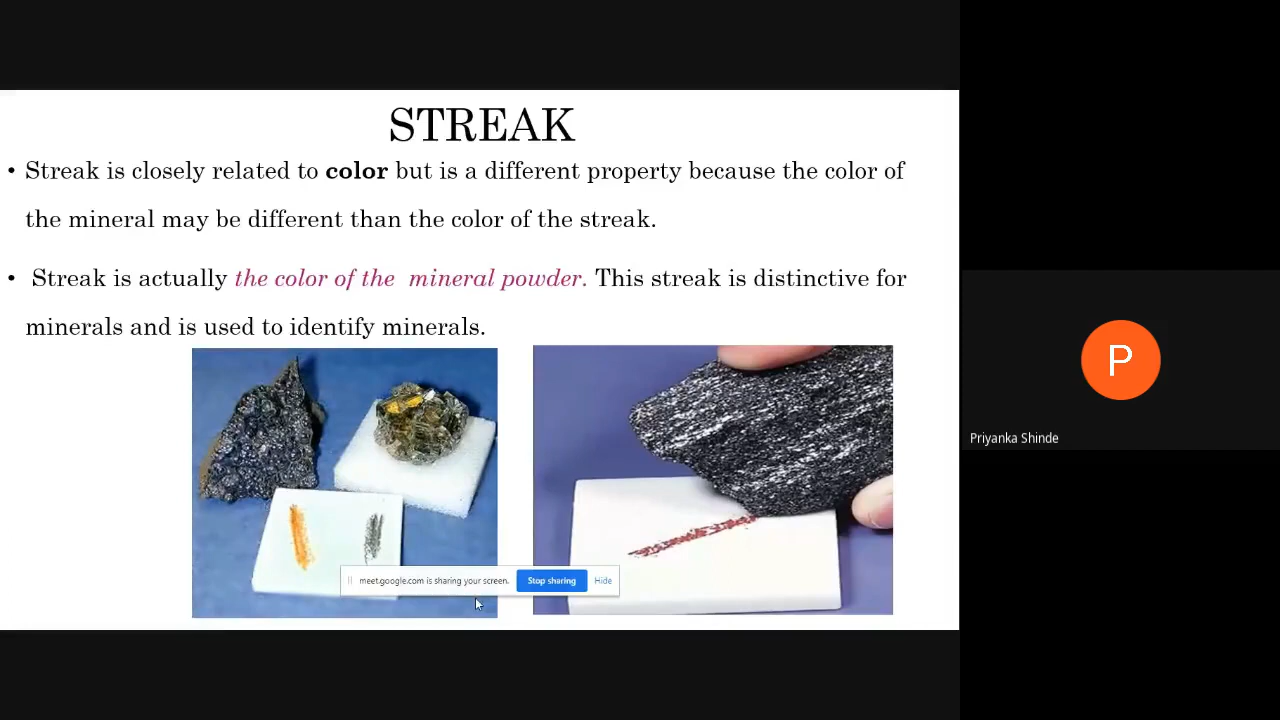 STREAK
• Streak is closely related to color but is a different property because the color of
the mineral may be different than the color of the streak.
• Streak is actually the color of the mineral powder. This streak is distinctive for
minerals and is used to identify minerals.
meet.google.com is sharing your screen. Stop sharing Hide
P
Priyanka Shinde